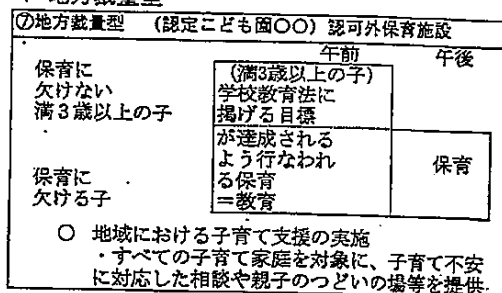 ⑦地方裁量型 （認定こども園〇〇）認可外保育施設
午前 午後
保育に
欠けない
満3歳以上の子
(満3歳以上の子)
学校教育法に
掲げる目標
が達成される
よう行なわれ
る保育
=教育
保育
保育に
欠ける子
〇 地域における子育て支援の実施
・すべての子育て家庭を対象に、子育て不安
に対応した相談や親子のつどいの場等を提供